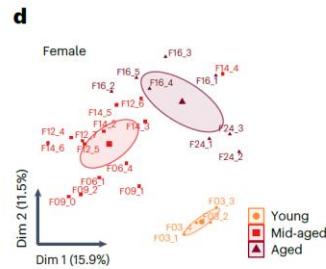 d
Female
F16_3
F16_5
F16_1
F14_4
F16_2
F16_4
F12_6
F14_5
F14_2
F14_3
F24_3
F12_4
F12_7
F24_1
F14_6
F12_5
F24_2
F06_4
F06_1
F09_2
F09_1
F09_0
F03_3
F03_4
F03_2
F03_1
Dim 2 (11.5%)
Dim 1 (15.9%)
Young
Mid-aged
Aged